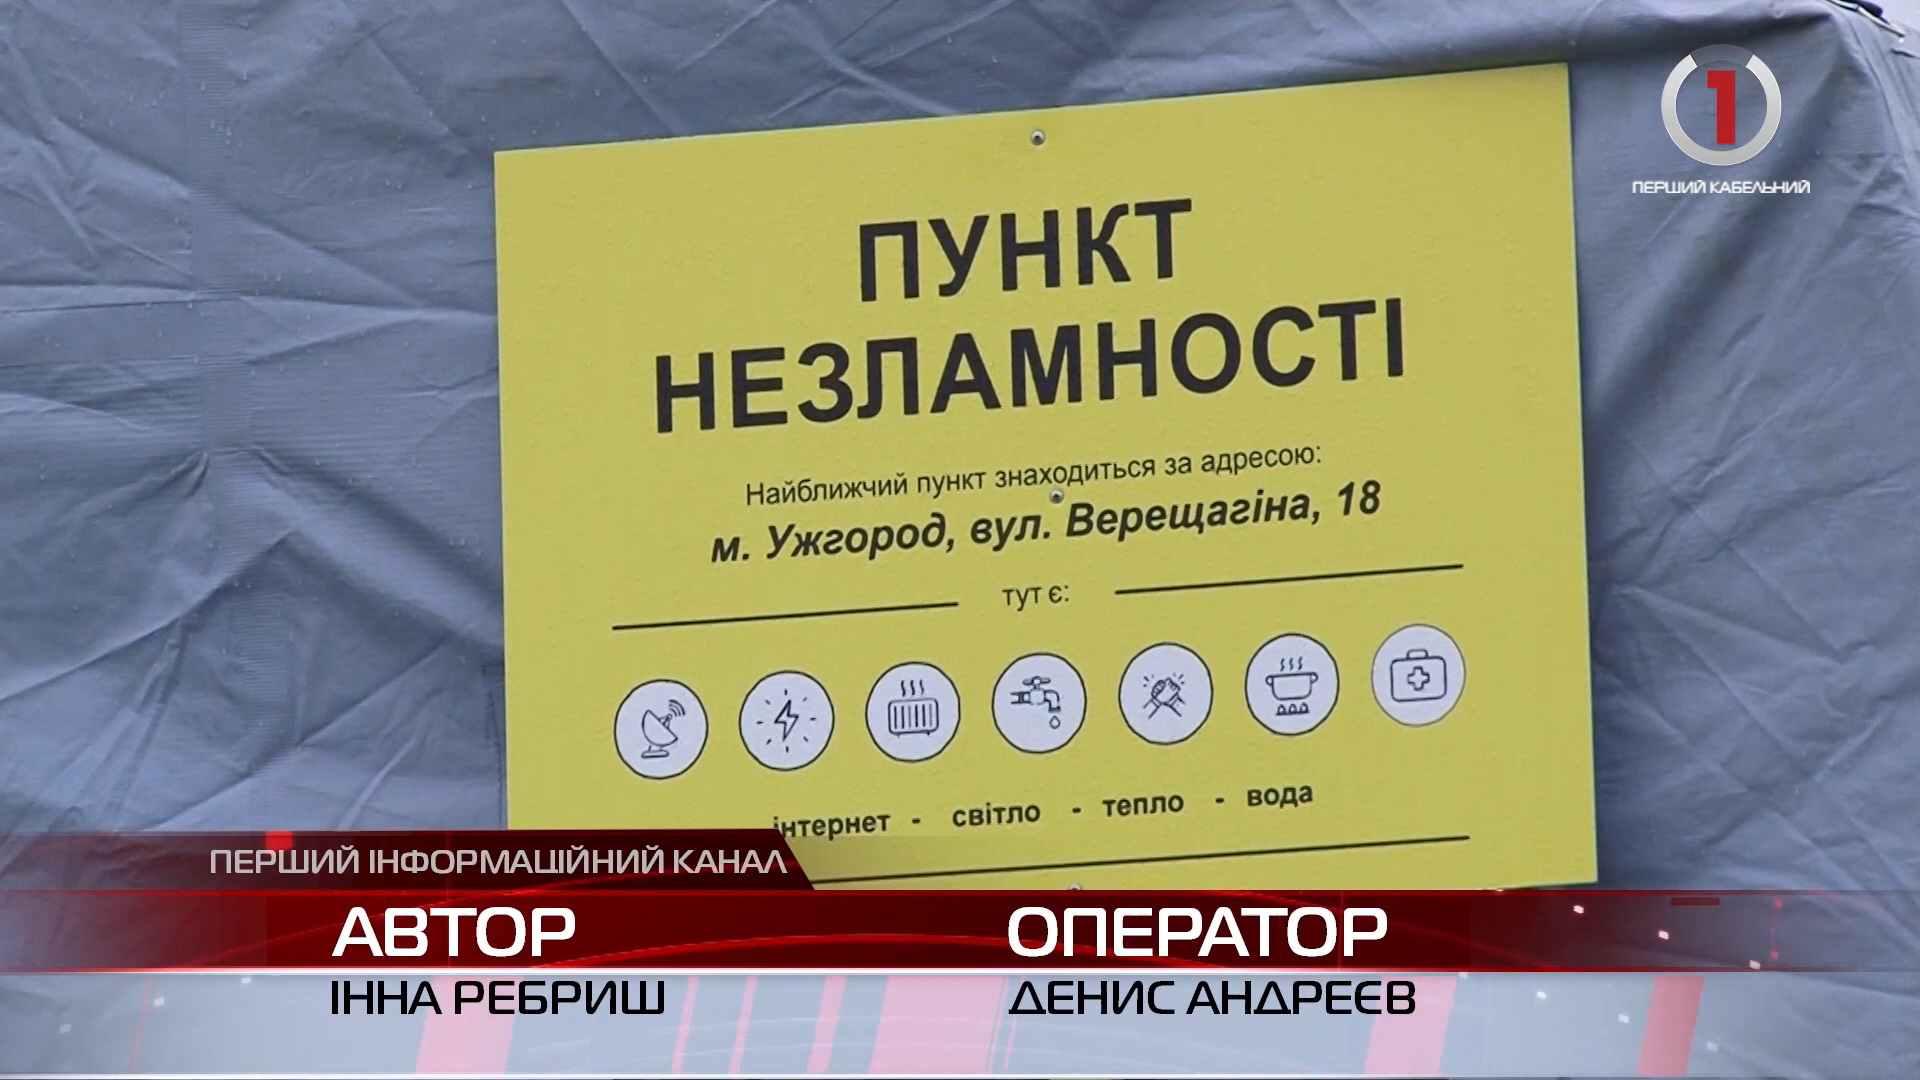 1
ПЕРШИЙ КАБЕЛЬНИЙ
ПУНКТ
НЕЗЛАМНОСТІ
Найближчий пункт знаходиться за адресою:
м. Ужгород, вул. Верещагіна, 18
тут є:
інтернет - світло - тепло - вода
ПЕРШИЙ ІНФОРМАЦІЙНИЙ КАНАЛ
АВТОР
ІННА РЕБРИШ
ОПЕРАТОР
ДЕНИС АНДРЕЄВ